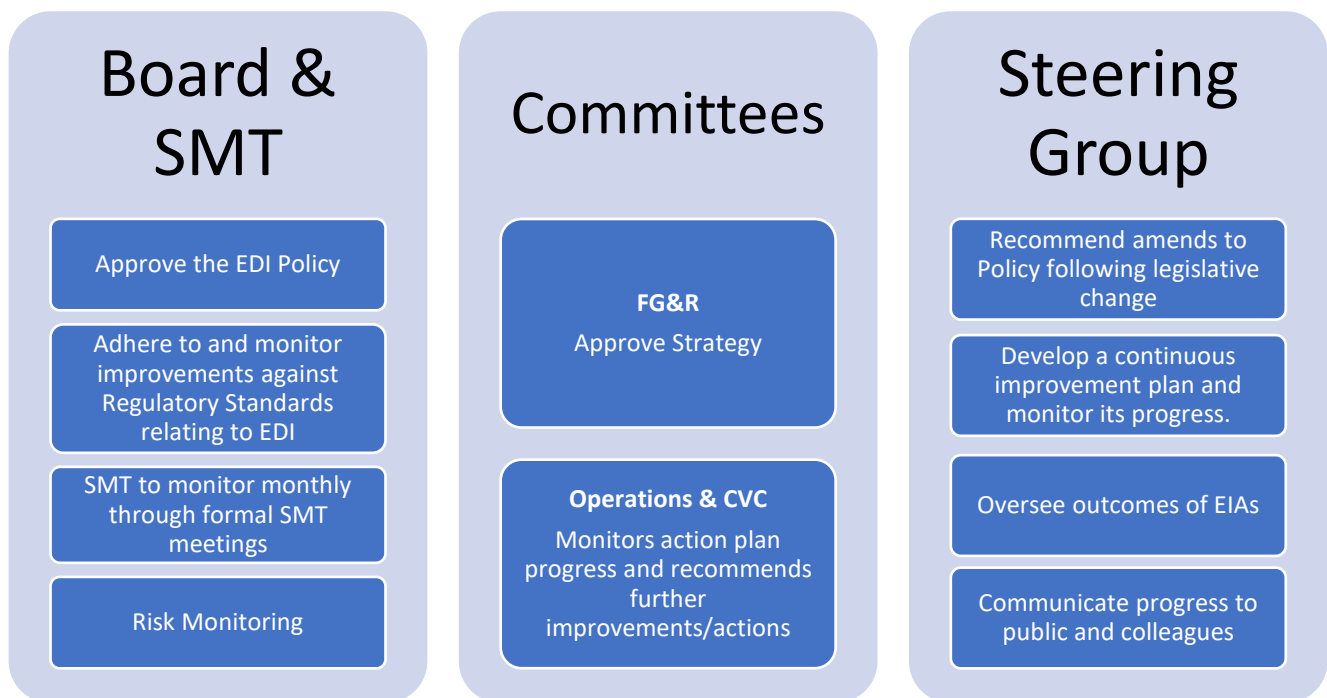 Board &
SMT
Approve the EDI Policy
Adhere to and monitor
improvements against
Regulatory Standards
relating to EDI
SMT to monitor monthly
through formal SMT
meetings
Risk Monitoring
Committees
FG&R
Approve Strategy
Operations & CVC
Monitors action plan
progress and recommends
further
improvements/actions
Steering
Group
Recommend amends to
Policy following legislative
change
Develop a continuous
improvement plan and
monitor its progress.
Oversee outcomes of EIAs
Communicate progress to
public and colleagues